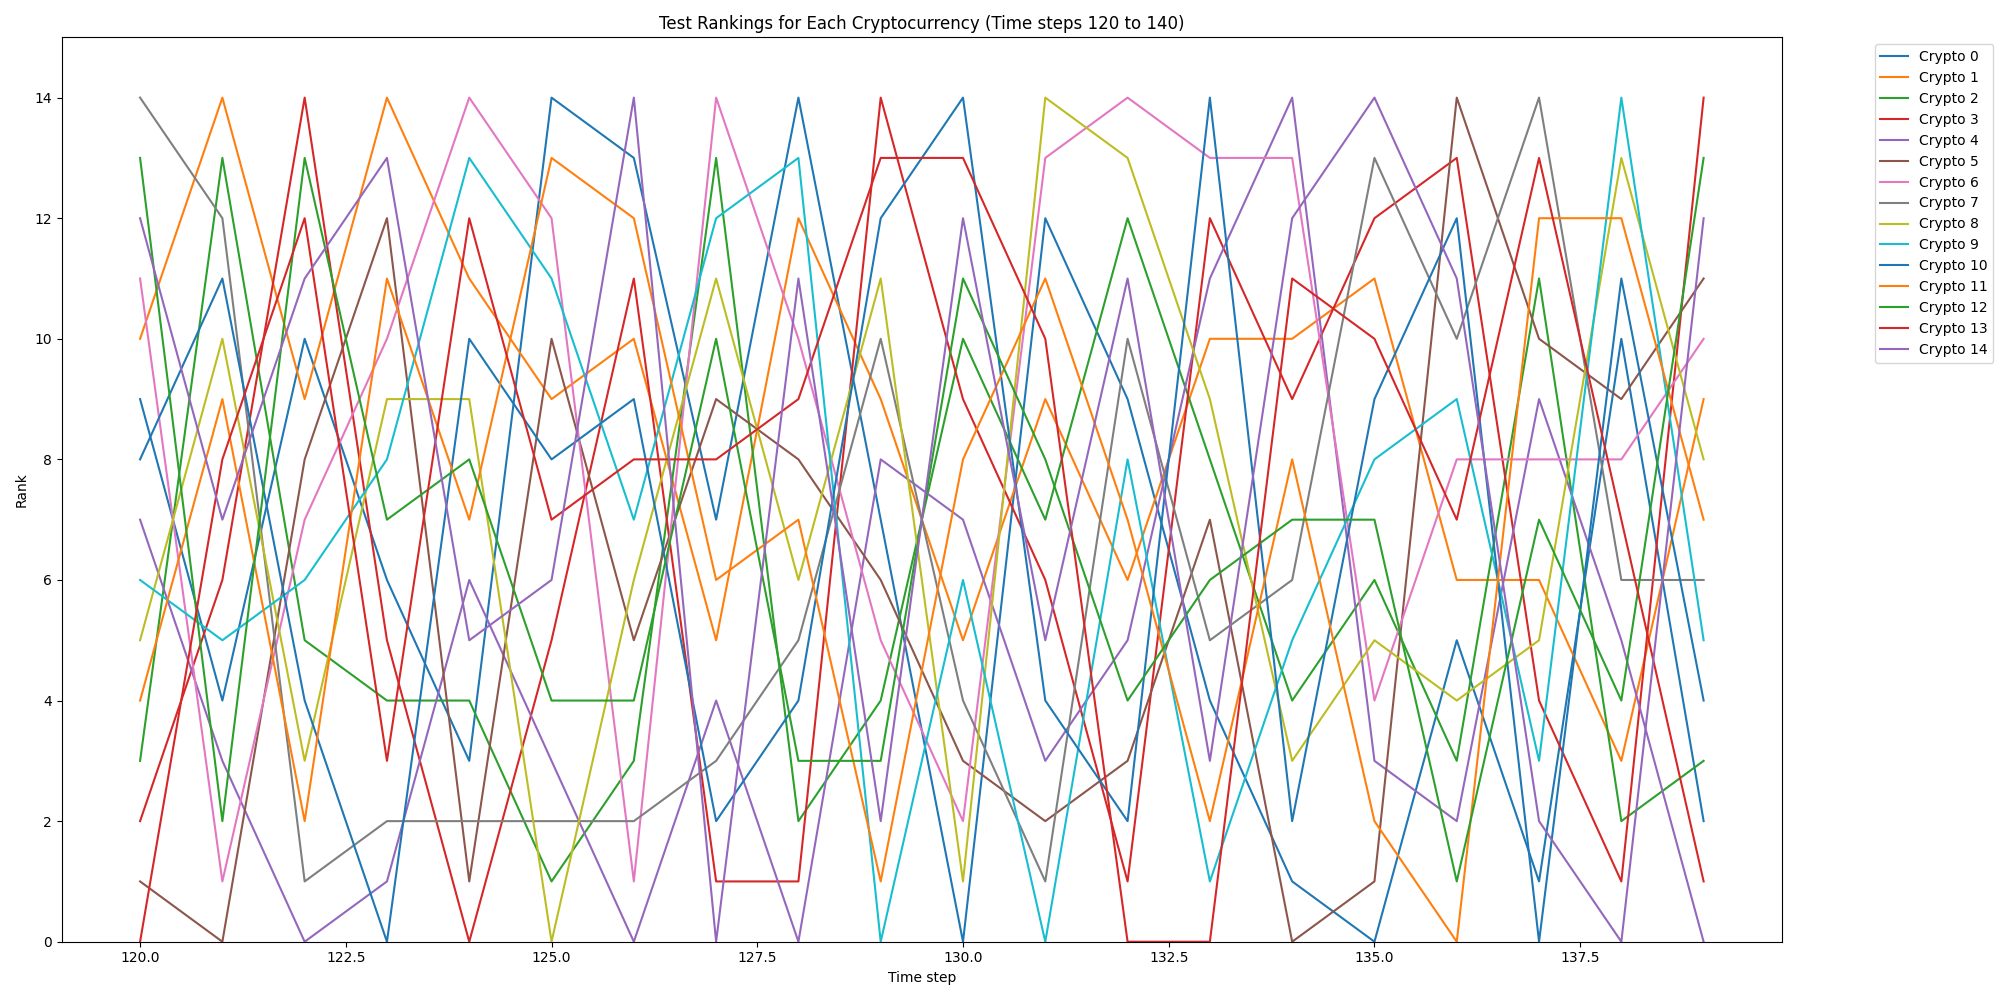 Test Rankings for Each Cryptocurrency (Time steps 120 to 140)
Crypto 0
Crypto 1
Crypto 2
Crypto 3
Crypto 4
Crypto 5
Crypto 6
Crypto 7
Crypto 8
Crypto 9
Crypto 10
Crypto 11
Crypto 12
Crypto 13
Crypto 14
14
12
10
8
6
4
2
0
Rank
120.0 122.5 125.0 127.5 130.0 132.5 135.0 137.5
Time step